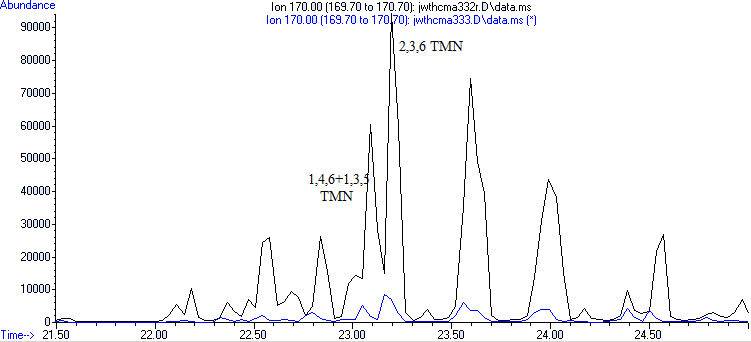 Abundance
Ion 170.00 (169.70 to 170.70): jwthcma332r.D\data.ms
Ion 170.00 (169.70 to 170.70): jwthcma333.D\data.ms (*)
90000
80000
70000
60000
50000
40000
30000
20000
10000
0
2,3,6 TMN
1,4,6+1,3,5
TMN
21.50 22.00 22.50 23.00 23.50 24.00 24.50
Time-->